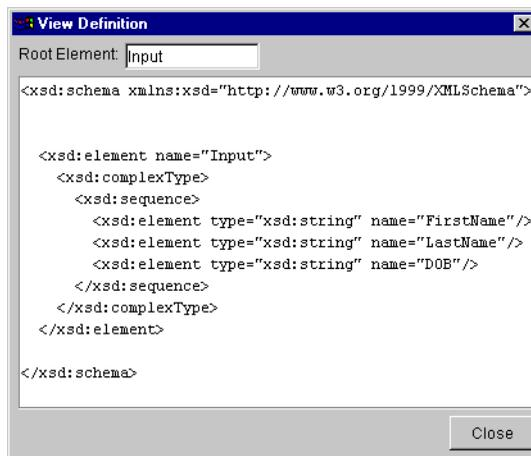 View Definition
Root Element: Input
<xsd:schema xmlns:xsd="http://www.w3.org/1999/XMLSchema">
<xsd:element name="Input">
<xsd:complexType>
<xsd:sequence>
<xsd:element type="xsd:string" name="FirstName"/>
<xsd:element type="xsd:string" name="LastName"/>
<xsd:element type="xsd:string" name="DOB"/>
</xsd:sequence>
</xsd:complexType>
</xsd:element>
</xsd:schema>
Close